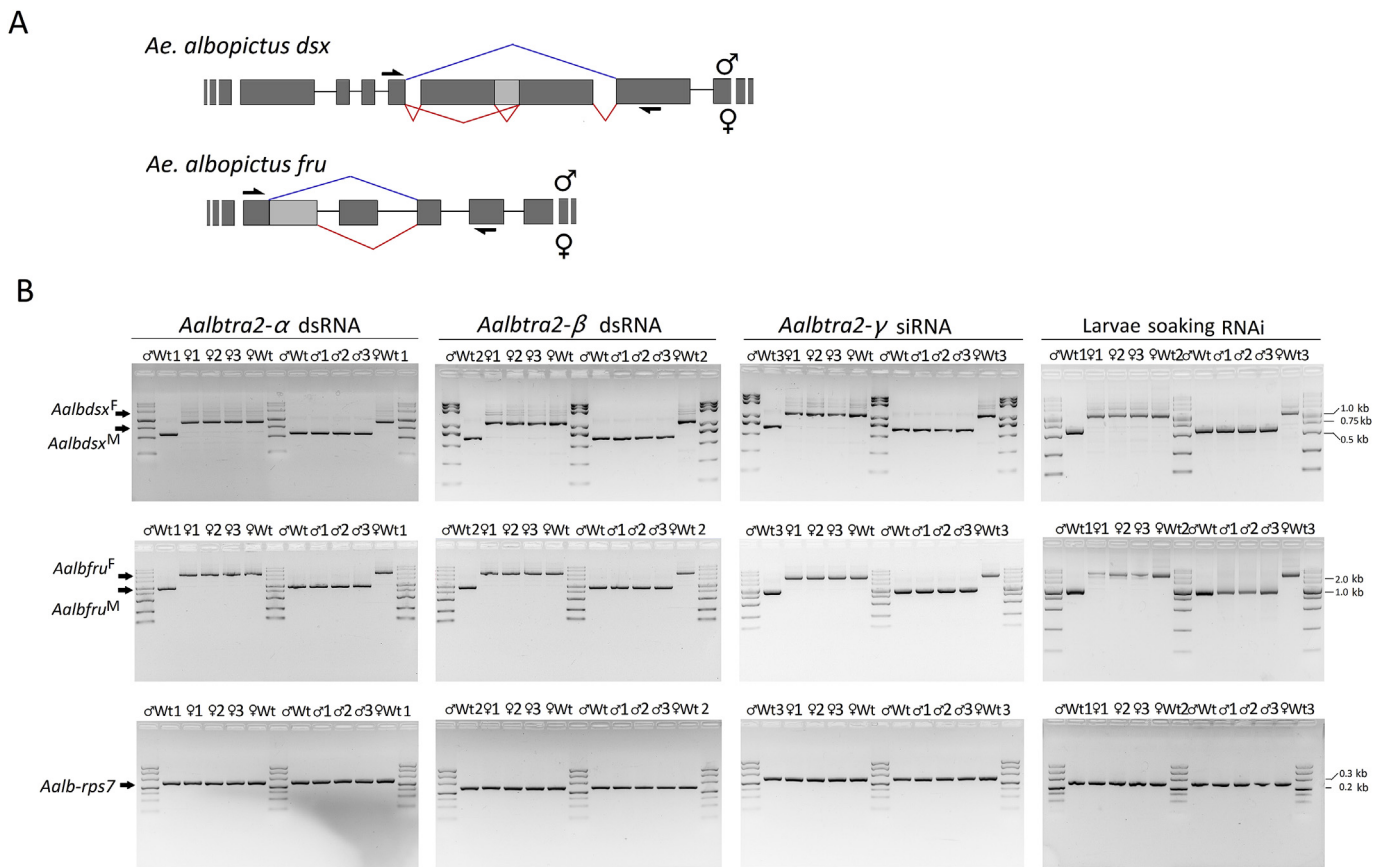 A
Ae. albopictus dsx
♂
♀
Ae. albopictus fru
♂
♀
B
Aalbtra2-α dsRNA
Aalbtra2-β dsRNA
Aalbtra2-γ siRNA
Larvae soaking RNAi
♂Wt1 ♀1 ♀2 ♀3 ♀Wt ♂Wt ♂1 ♂2 ♂3 ♀Wt1
♂Wt2♀1 ♀2 ♀3 ♀Wt ♂Wt ♂1 ♂2 ♂3 ♀Wt2
♂Wt3♀1 ♀2 ♀3 ♀Wt ♂Wt ♂1 ♂2 ♂3 ♀Wt3
♂Wt1♀1 ♀2 ♀3 ♀Wt2♂Wt ♂1 ♂2 ♂3 ♀Wt3
AalbdsxF
AalbdsxM
1.0 kb
0.75 kb
0.5 kb
♂Wt1 ♀1 ♀2 ♀3 ♀Wt ♂Wt ♂1 ♂2 ♂3 ♀Wt1
♂Wt2♀1 ♀2 ♀3 ♀Wt ♂Wt ♂1 ♂2 ♂3 ♀Wt 2
♂Wt3♀1 ♀2 ♀3 ♀Wt ♂Wt ♂1 ♂2 ♂3 ♀Wt3
♂Wt1♀1 ♀2 ♀3 ♀Wt2♂Wt ♂1 ♂2 ♂3 ♀Wt3
AalbfruF
AalbfruM
2.0 kb
1.0 kb
♂Wt1 ♀1 ♀2 ♀3 ♀Wt ♂Wt ♂1 ♂2 ♂3 ♀Wt1
♂Wt2♀1 ♀2 ♀3 ♀Wt ♂Wt ♂1 ♂2 ♂3 ♀Wt 2
♂Wt3♀1 ♀2 ♀3 ♀Wt ♂Wt ♂1 ♂2 ♂3 ♀Wt3
♂Wt1♀1 ♀2 ♀3 ♀Wt2♂Wt ♂1 ♂2 ♂3 ♀Wt3
Aalb-rps7
0.3 kb
0.2 kb